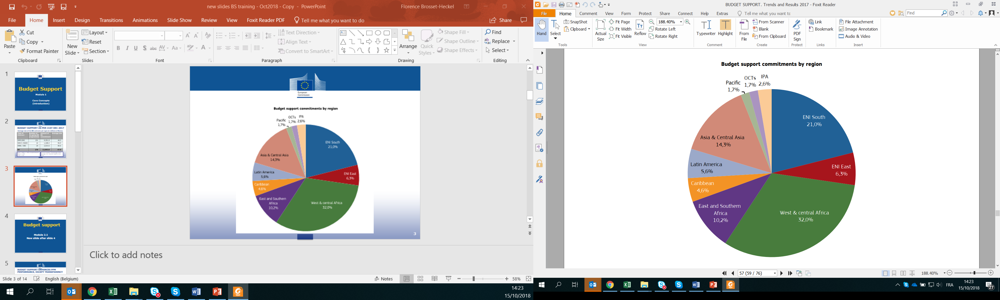 new slides BS training - Oct2018 - Copy - PowerPoint
Florence Brosset-Heckel
File Home Insert Design Transitions Animations Slide Show Review View Foxit Reader PDF Tell me what you want to do
Share
Paste
Cut
Copy
Format Painter
Clipboard
New Slide
Layout
Reset
Section
Slides
B I U S abc AV Aa A
Font
Text Direction
Align Text
Convert to SmartArt
Paragraph
Arrange
Quick Styles
Shape Fill
Shape Outline
Shape Effects
Drawing
Find
Replace
Select
Editing
1
Budget Support
Module 1
Core Concepts
(introduction)
2
BUDGET SUPPORT AS PER 31ST DEC 2017
3
4
Budget support
Module 2.1
New slide after slide 4
5
BUDGET SUPPORT ENHANCES PFM
PERFORMANCE, EXCEPT TRANSPARENCY
European
Commission
Budget support commitments by region
OCTs
1,7%
IPA
2,6%
Pacific
1,7%
ENI South
21,0%
Asia & Central Asia
14,3%
Latin America
5,6%
ENI East
6,3%
Caribbean
4,6%
East and Southern
Africa
10,2%
West & central Africa
32,0%
3
Click to add notes
Slide 3 of 14
English (Belgium)
Notes
58%
14:23
15/10/2018
BUDGET SUPPORT. Trends and Results 2017 - Foxit Reader
File Home Comment View Form Protect Share Connect Help Extras Tell me what you want tc
Find
Hand
Select
SnapShot
Clipboard
Tools
Actual
Size
Fit Page
Fit Width
Fit Visible
Reflow
188.40%
Rotate Left
Rotate Right
View
Typewriter
Highlight
Comment
From
File
From Scanner
Blank
From Clipboard
Create
PDF
Sign
Protect
Link
Bookmark
Links
File Attachment
Image Annotation
Audio & Video
Insert
Budget support commitments by region
OCTs
1,7%
IPA
2,6%
Pacific
1,7%
ENI South
21,0%
Asia & Central Asia
14,3%
Latin America
5,6%
ENI East
6,3%
Caribbean
4,6%
East and Southern
Africa
10,2%
West & central Africa
32,0%
57 (59 / 76)
188.40%
FRA
14:23
15/10/2018
27